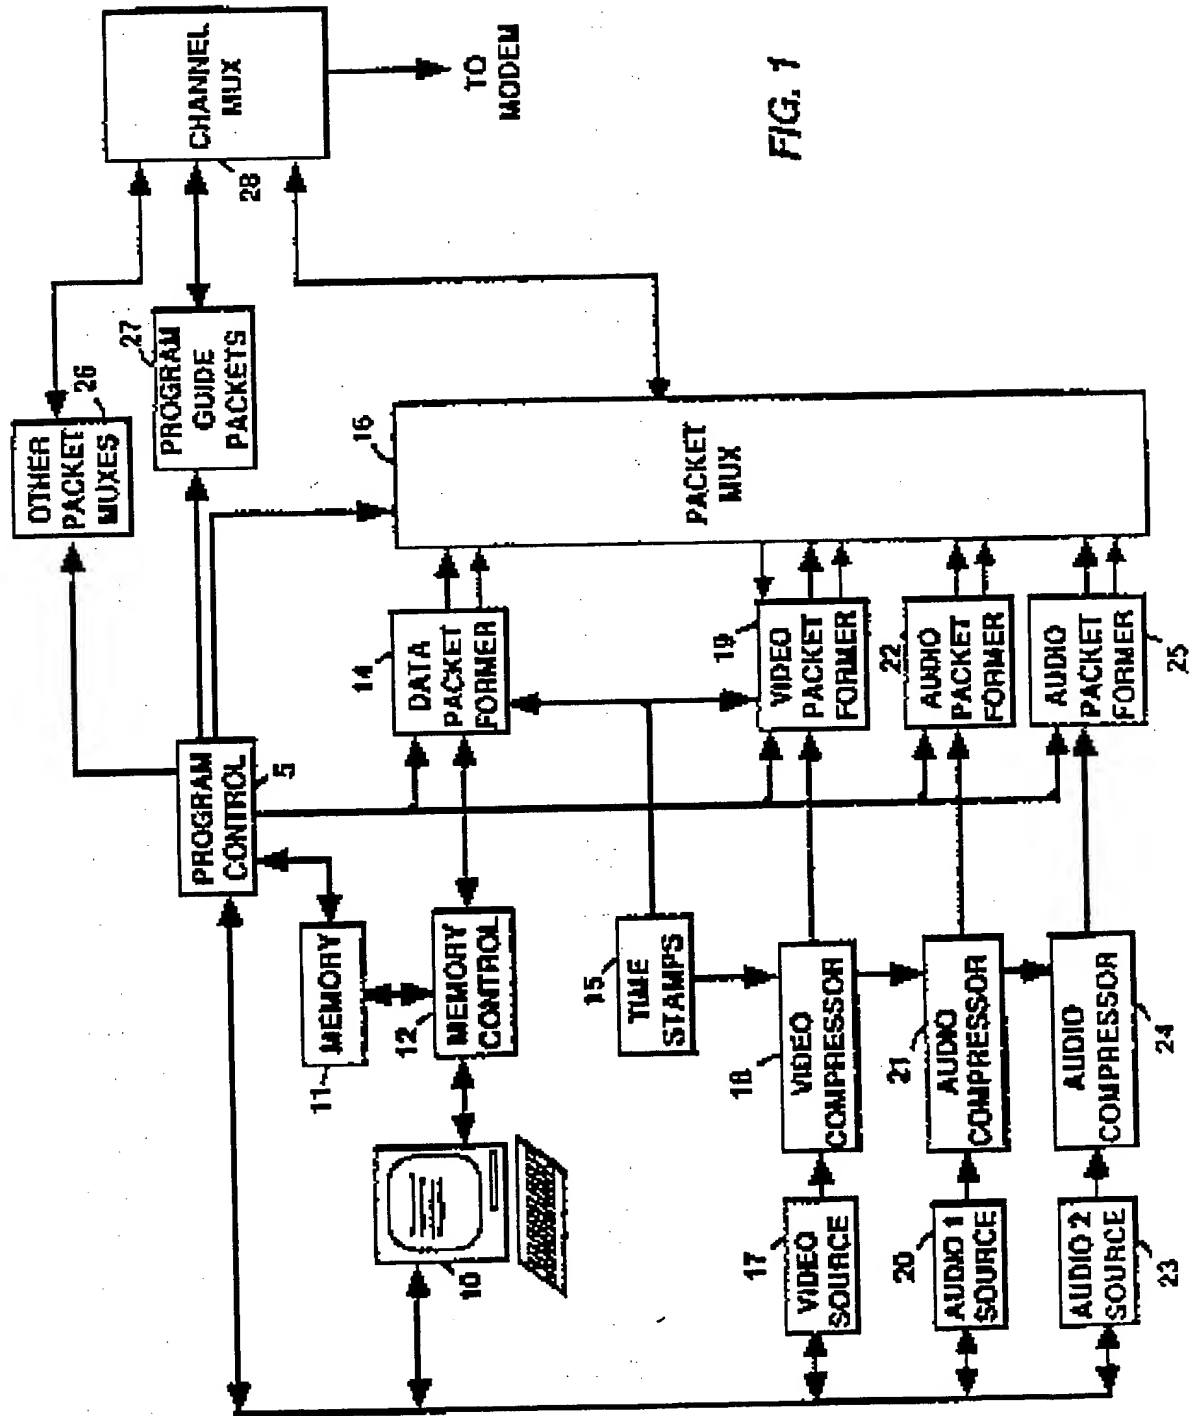 OTHER
PACKET
MUXES
26
PROGRAM
GUIDE
PACKETS
27
CHANNEL
MUX
28
TO
MODEM
PROGRAM
CONTROL
5
MEMORY
11
MEMORY
CONTROL
12
10
DATA
PACKET
FORMER
14
PACKET
MUX
16
TIME
STAMPS
15
VIDEO
SOURCE
17
VIDEO
COMPRESSOR
18
VIDEO
PACKET
FORMER
19
AUDIO 1
SOURCE
20
AUDIO
COMPRESSOR
21
AUDIO
PACKET
FORMER
22
AUDIO 2
SOURCE
23
AUDIO
COMPRESSOR
24
AUDIO
PACKET
FORMER
25
FIG. 1